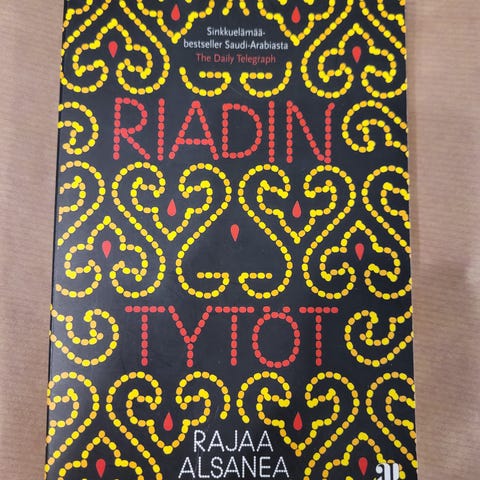 Sinkkuelämää-
bestseller Saudi-Arabiasta
The Daily Telegraph
RIADIN
TYTÖT
RAJAA
ALSANEA